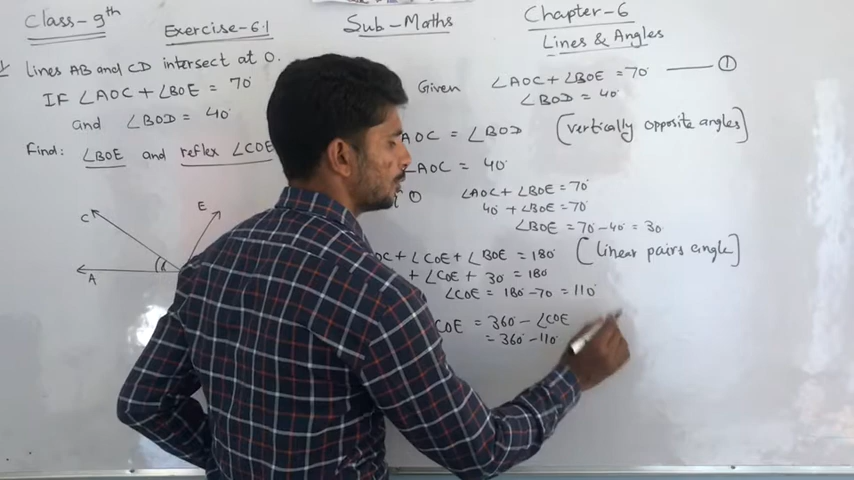 Class-9th
Exercise-6.1
Sub-Maths
Chapter-6
Lines & Angles
Lines AB and CD intersect at O.
IF ∠AOC + ∠BOE = 70°
and ∠BOD = 40°
Find: ∠BOE and reflex ∠COE
C
E
A
Given ∠AOC + ∠BOE = 70° —— ①
∠BOD = 40°
∠AOC = ∠BOD (vertically opposite angles)
∠AOC = 40°
①
∠AOC + ∠BOE = 70°
40° + ∠BOE = 70°
∠BOE = 70° - 40° = 30
OC + ∠COE + ∠BOE = 180° (linear pairs angle)
+ ∠COE + 30° = 180
∠COE = 180° - 70 = 110°
COE = 360° - ∠COE
= 360° - 110°